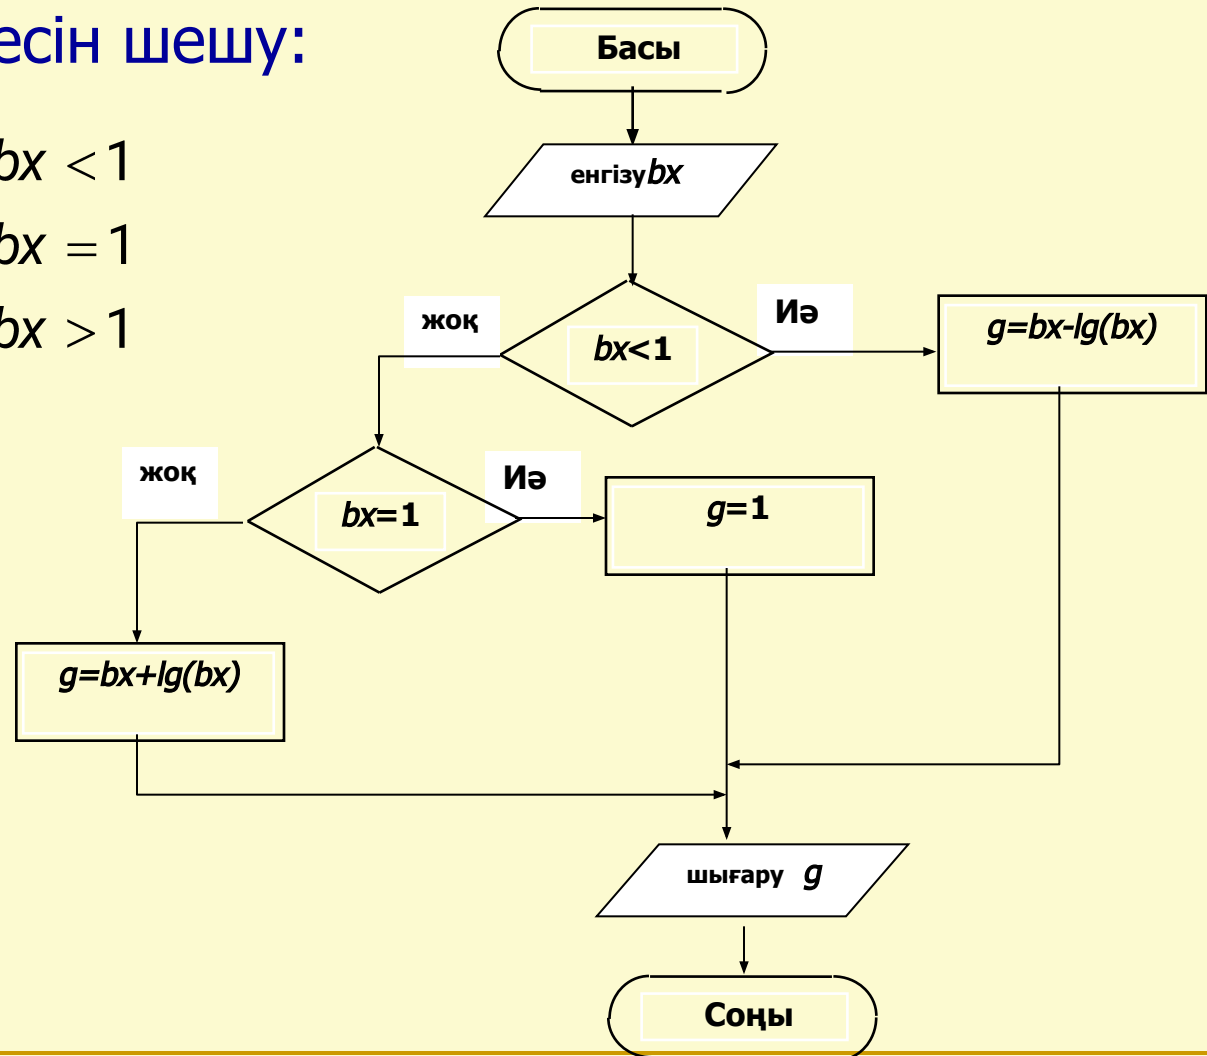 есін шешу:
bx < 1
bx = 1
bx > 1
Басы
енгізу bx
жоқ
bx<1
Иә
g=bx-lg(bx)
жоқ
bx=1
Иә
g=1
g=bx+lg(bx)
шығару g
Соңы